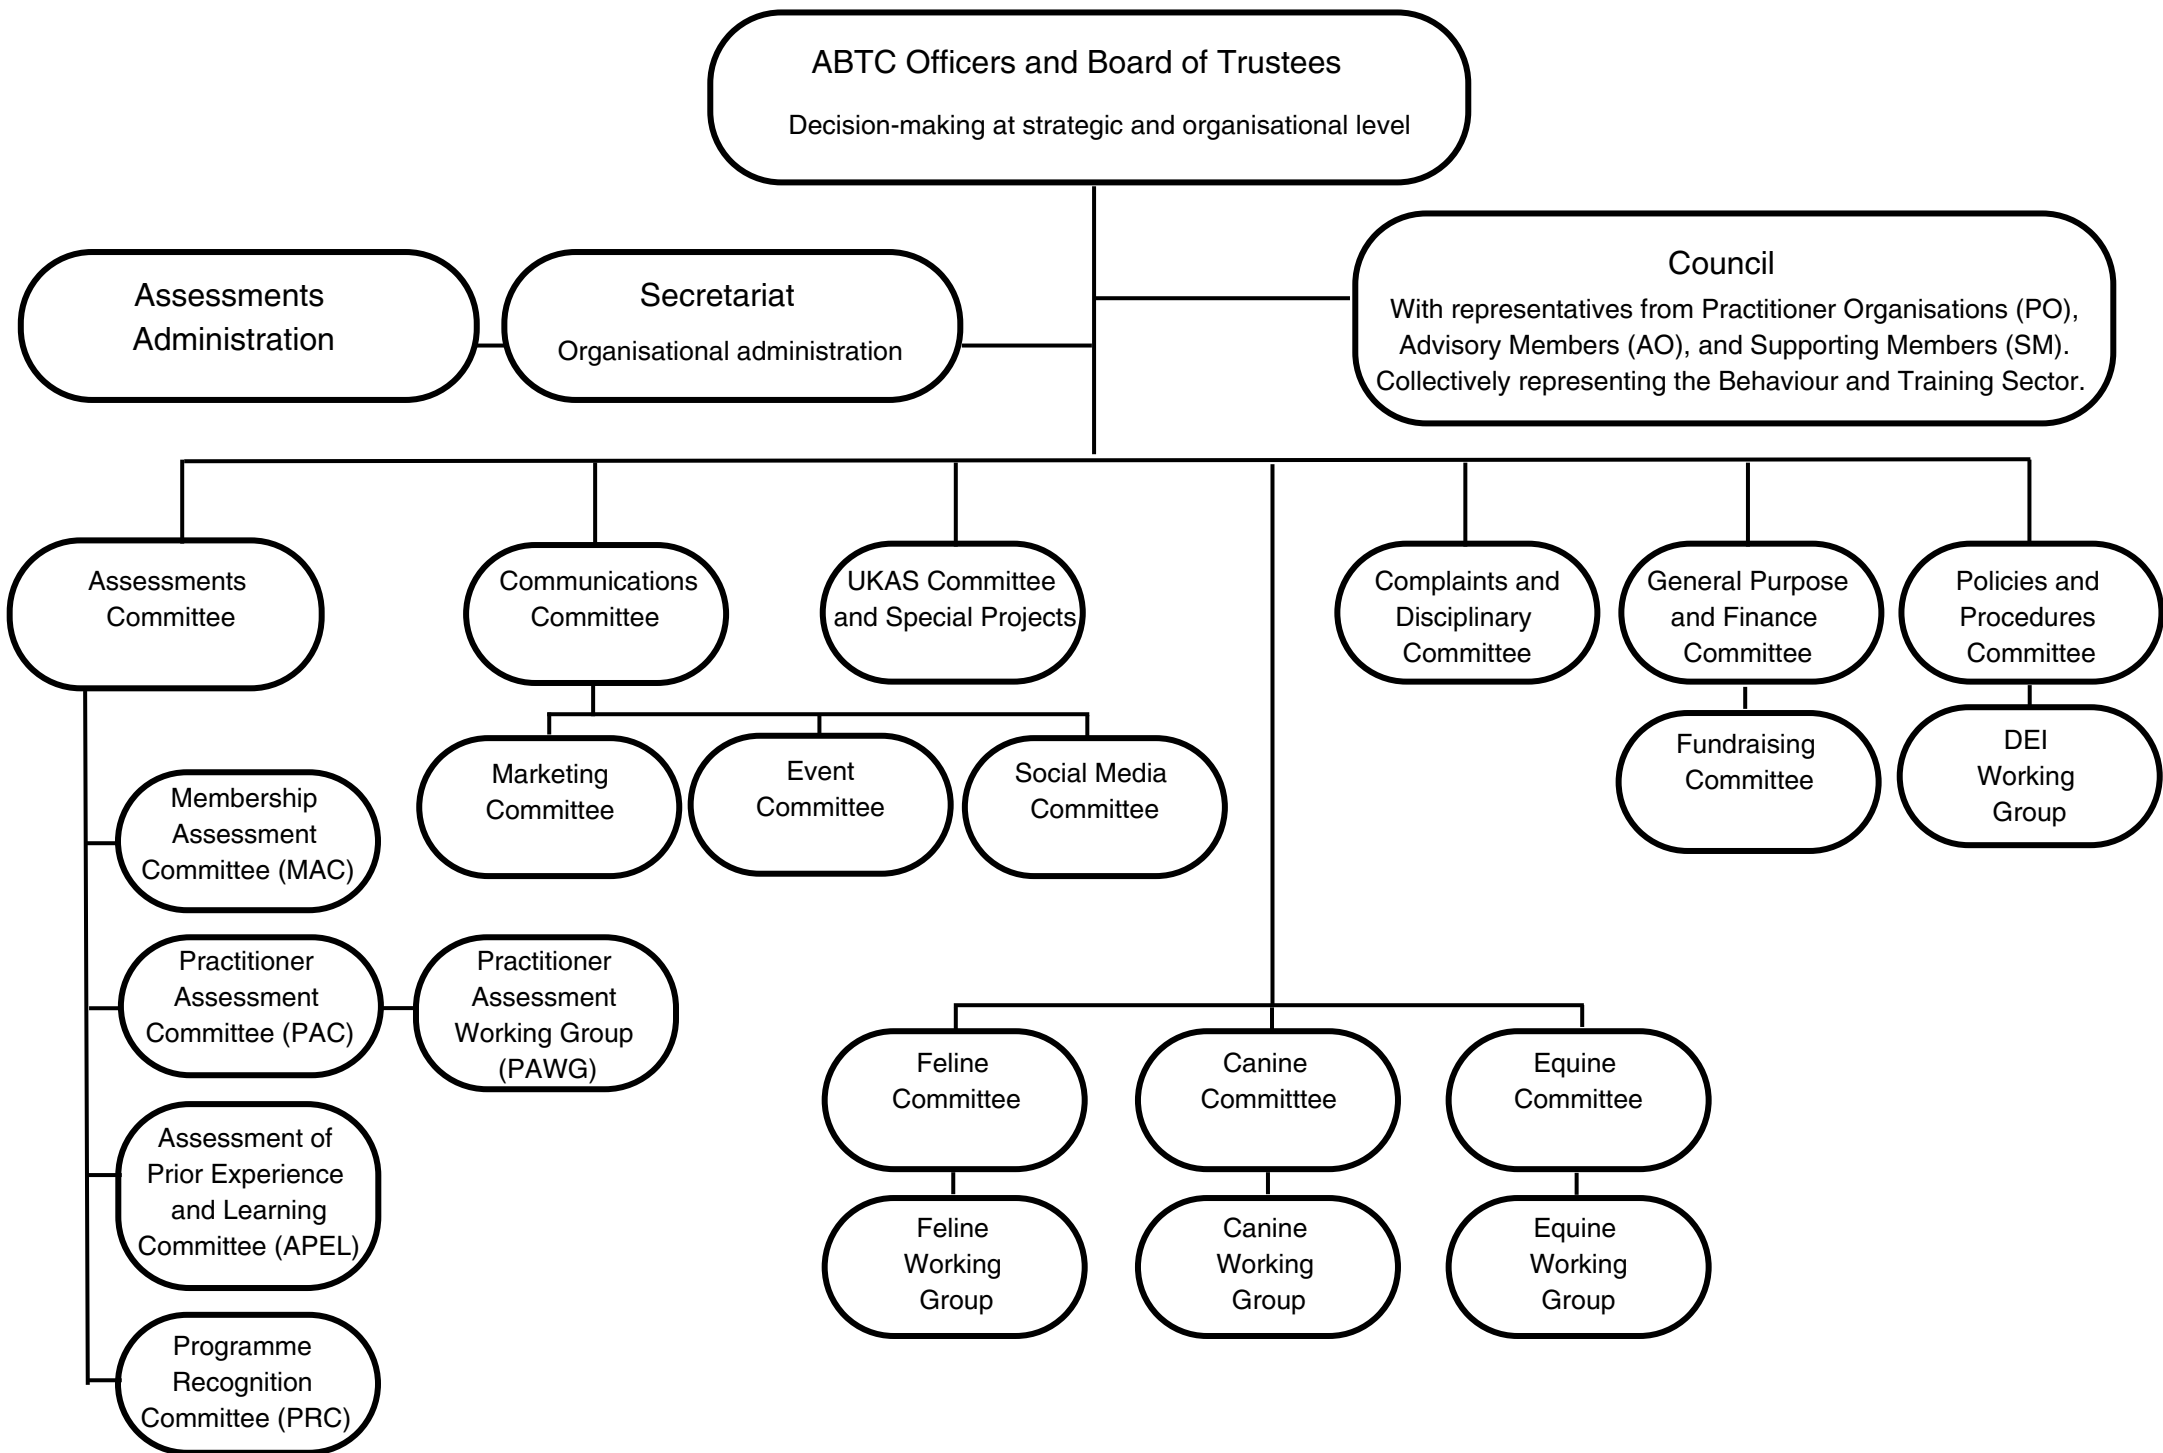 ABTC Officers and Board of Trustees
Decision-making at strategic and organisational level
Assessments
Administration
Secretariat
Organisational administration
Council
With representatives from Practitioner Organisations (PO),
Advisory Members (AO), and Supporting Members (SM).
Collectively representing the Behaviour and Training Sector.
Assessments
Committee
Communications
Committee
UKAS Committee
and Special Projects
Complaints and
Disciplinary
Committee
General Purpose
and Finance
Committee
Policies and
Procedures
Committee
Marketing
Committee
Event
Committee
Social Media
Committee
Fundraising
Committee
DEI
Working
Group
Membership
Assessment
Committee (MAC)
Practitioner
Assessment
Committee (PAC)
Practitioner
Assessment
Working Group
(PAWG)
Assessment of
Prior Experience
and Learning
Committee (APEL)
Programme
Recognition
Committee (PRC)
Feline
Committee
Canine
Committtee
Equine
Committee
Feline
Working
Group
Canine
Working
Group
Equine
Working
Group